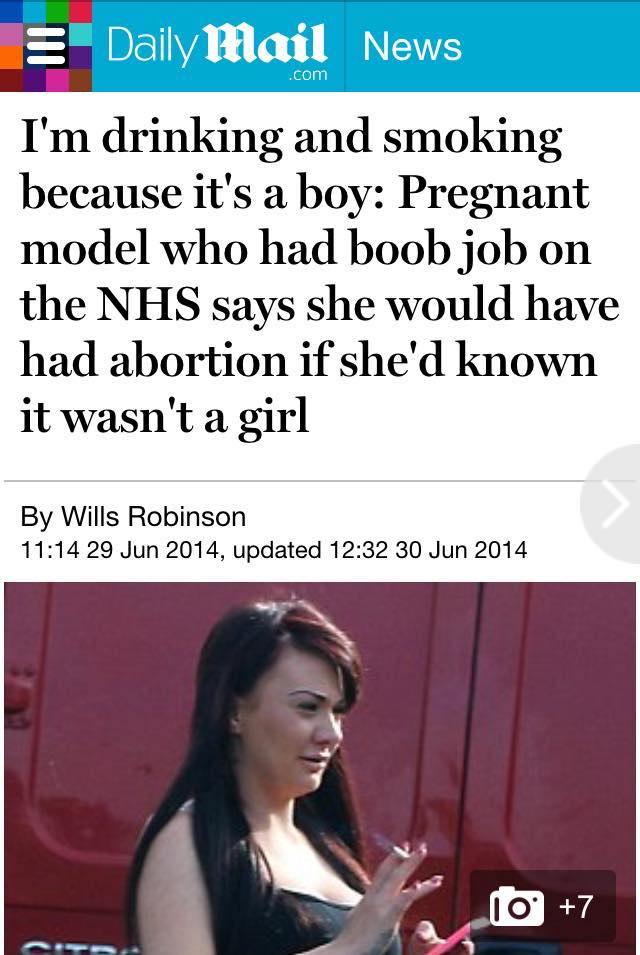 Daily Mail News
.com
I'm drinking and smoking
because it's a boy: Pregnant
model who had boob job on
the NHS says she would have
had abortion if she'd known
it wasn't a girl
By Wills Robinson
11:14 29 Jun 2014, updated 12:32 30 Jun 2014
+7